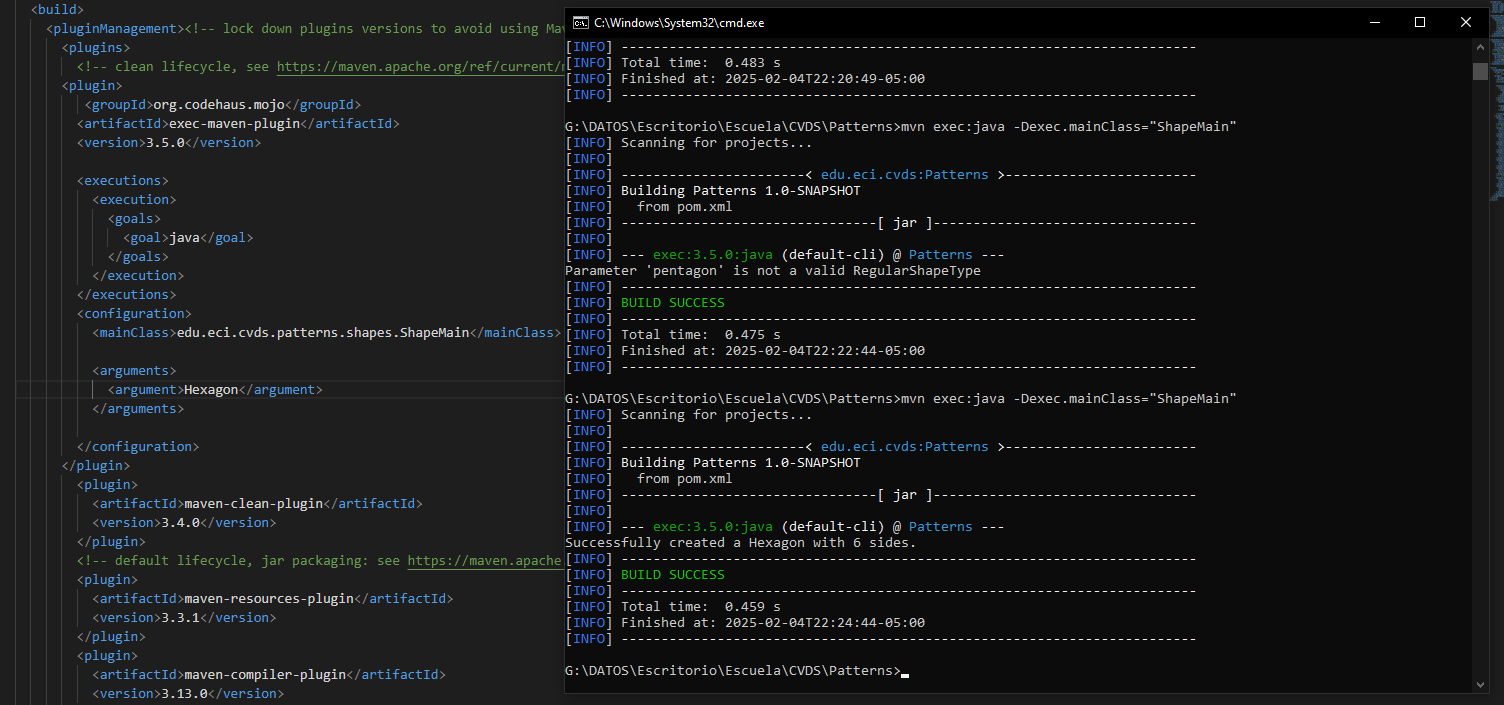 <build>
<pluginManagement><!-- lock down plugins versions to avoid using Mav
<plugins>
<!-- clean lifecycle, see https://maven.apache.org/ref/current/
<plugin>
<groupId>org.codehaus.mojo</groupId>
<artifactId>exec-maven-plugin</artifactId>
<version>3.5.0</version>
<executions>
<execution>
<goals>
<goal>java</goal>
</goals>
</execution>
</executions>
<configuration>
<mainClass>edu.eci.cvds.patterns.shapes.ShapeMain</mainClass>
<arguments>
<argument>Hexagon</argument>
</arguments>
</configuration>
</plugin>
<plugin>
<artifactId>maven-clean-plugin</artifactId>
<version>3.4.0</version>
</plugin>
<!-- default lifecycle, jar packaging: see https://maven.apache
<plugin>
<artifactId>maven-resources-plugin</artifactId>
<version>3.3.1</version>
</plugin>
<plugin>
<artifactId>maven-compiler-plugin</artifactId>
<version>3.13.0</version>
C:\Windows\System32\cmd.exe
[INFO] ------------------------------------------------------------------------
[INFO] Total time:  0.483 s
[INFO] Finished at: 2025-02-04T22:20:49-05:00
[INFO] ------------------------------------------------------------------------
G:\DATOS\Escritorio\Escuela\CVDS\Patterns>mvn exec:java -Dexec.mainClass="ShapeMain"
[INFO] Scanning for projects...
[INFO]
[INFO] -----------------------< edu.eci.cvds:Patterns >------------------------
[INFO] Building Patterns 1.0-SNAPSHOT
[INFO]   from pom.xml
[INFO] --------------------------------[ jar ]---------------------------------
[INFO]
[INFO] --- exec:3.5.0:java (default-cli) @ Patterns ---
Parameter 'pentagon' is not a valid RegularShapeType
[INFO] ------------------------------------------------------------------------
[INFO] BUILD SUCCESS
[INFO] ------------------------------------------------------------------------
[INFO] Total time:  0.475 s
[INFO] Finished at: 2025-02-04T22:22:44-05:00
[INFO] ------------------------------------------------------------------------
G:\DATOS\Escritorio\Escuela\CVDS\Patterns>mvn exec:java -Dexec.mainClass="ShapeMain"
[INFO] Scanning for projects...
[INFO]
[INFO] -----------------------< edu.eci.cvds:Patterns >------------------------
[INFO] Building Patterns 1.0-SNAPSHOT
[INFO]   from pom.xml
[INFO] --------------------------------[ jar ]---------------------------------
[INFO]
[INFO] --- exec:3.5.0:java (default-cli) @ Patterns ---
Successfully created a Hexagon with 6 sides.
[INFO] ------------------------------------------------------------------------
[INFO] BUILD SUCCESS
[INFO] ------------------------------------------------------------------------
[INFO] Total time:  0.459 s
[INFO] Finished at: 2025-02-04T22:24:44-05:00
[INFO] ------------------------------------------------------------------------
G:\DATOS\Escritorio\Escuela\CVDS\Patterns>